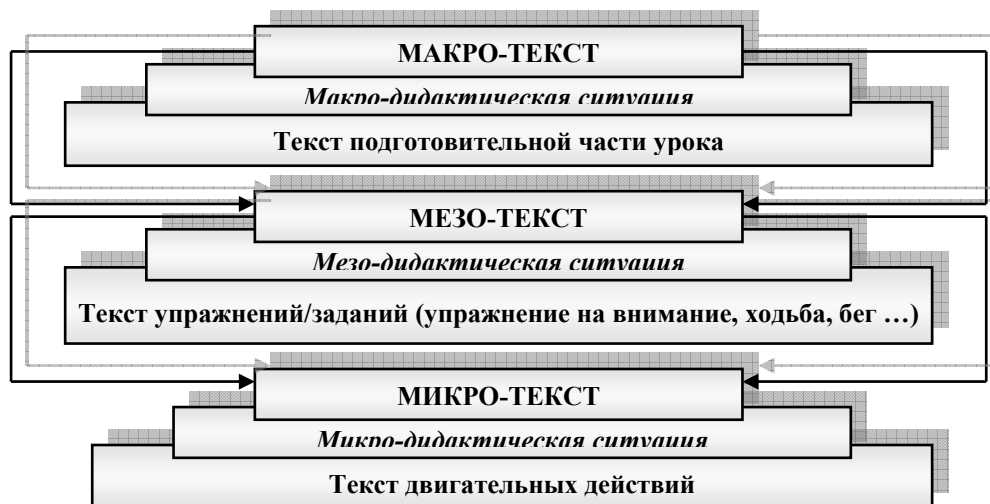 МАКРО-ТЕКСТ
Макро-дидактическая ситуация
Текст подготовительной части урока
МЕЗО-ТЕКСТ
Мезо-дидактическая ситуация
Текст упражнений/заданий (упражнение на внимание, ходьба, бег …)
МИКРО-ТЕКСТ
Микро-дидактическая ситуация
Текст двигательных действий